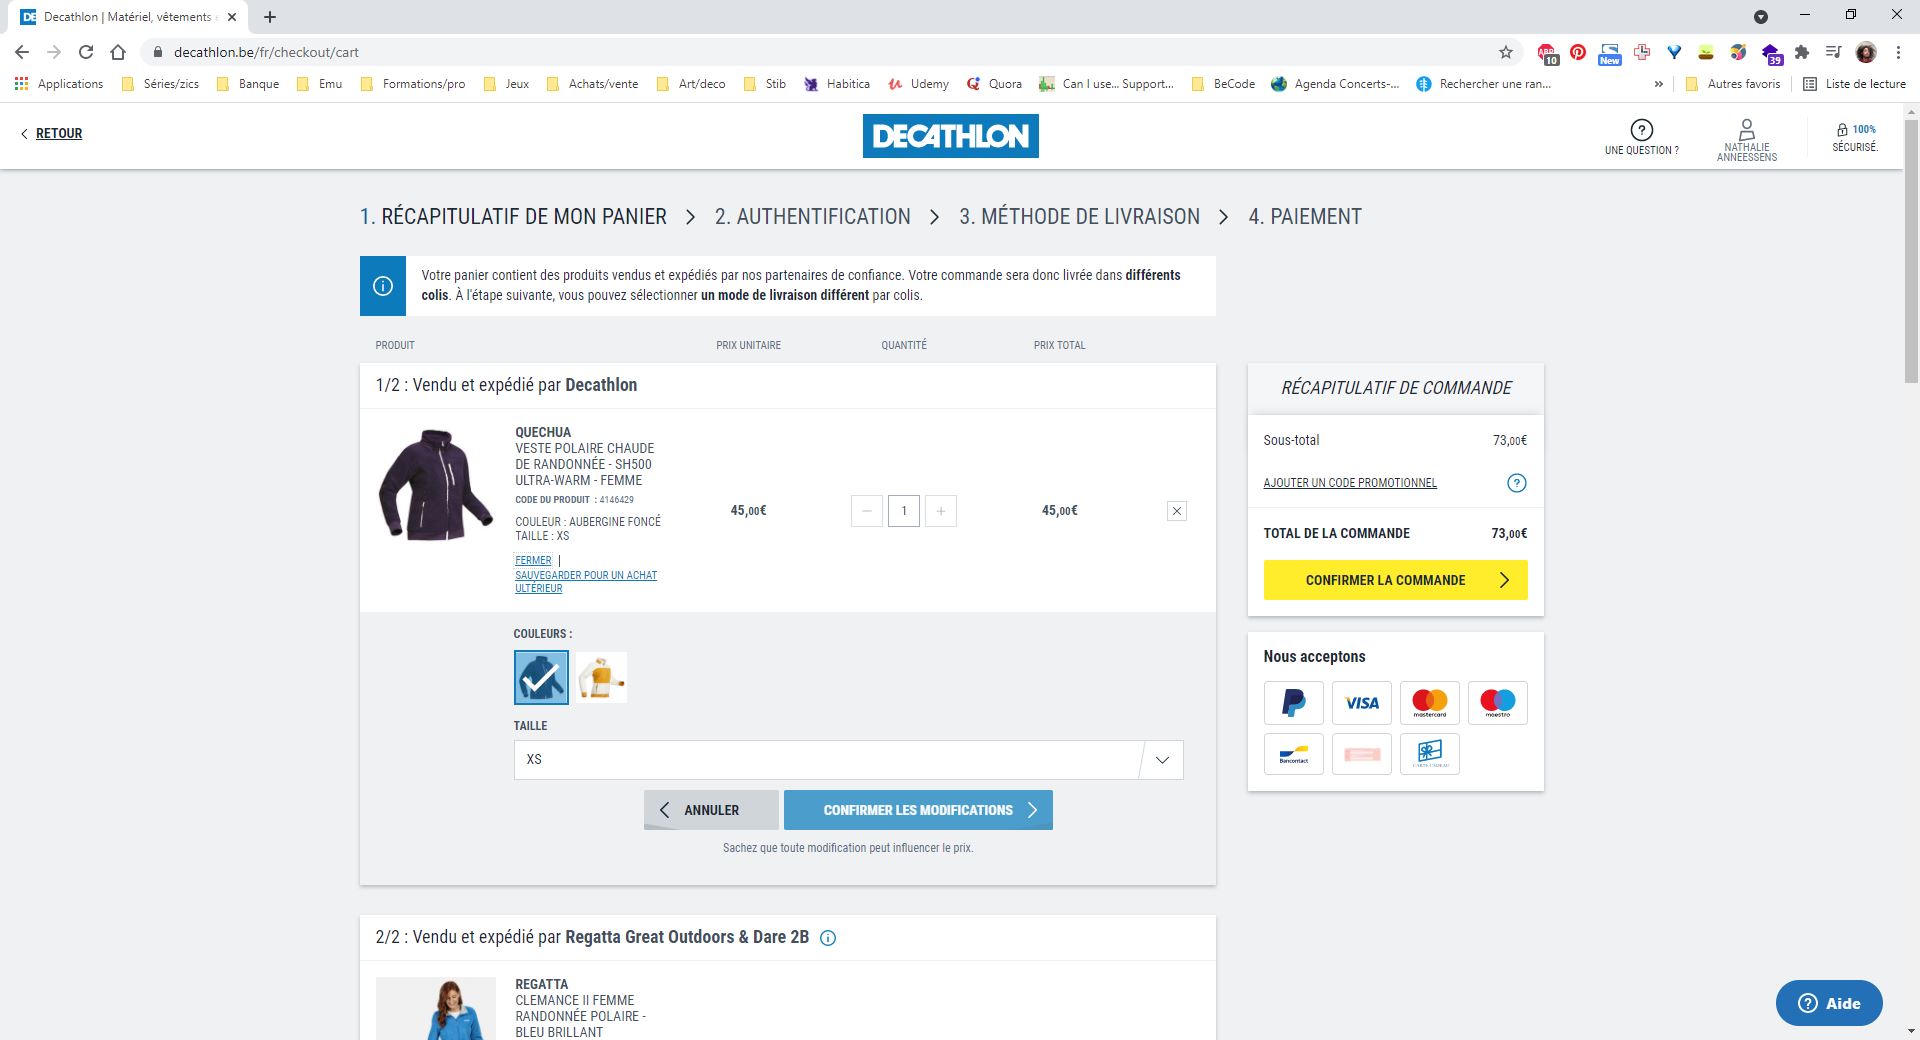 Decathlon | Matériel, vêtements
decathlon.be/fr/checkout/cart
10
New
39
Applications
Séries/zics
Banque
Emu
Formations/pro
Jeux
Achats/vente
Art/deco
Stib
Habitica
Udemy
Quora
Can I use... Support...
BeCode
Agenda Concerts-...
Rechercher une ran...
»
Autres favoris
Liste de lecture
RETOUR
DECATHLON
UNE QUESTION ?
NATHALIE
ANNEESSENS
100%
SÉCURISÉ.
1. RÉCAPITULATIF DE MON PANIER > 2. AUTHENTIFICATION > 3. MÉTHODE DE LIVRAISON > 4. PAIEMENT
Votre panier contient des produits vendus et expédiés par nos partenaires de confiance. Votre commande sera donc livrée dans différents
colis. À l'étape suivante, vous pouvez sélectionner un mode de livraison différent par colis.
PRODUIT PRIX UNITAIRE QUANTITÉ PRIX TOTAL
1/2 : Vendu et expédié par Decathlon
QUECHUA
VESTE POLAIRE CHAUDE
DE RANDONNÉE - SH500
ULTRA-WARM - FEMME
CODE DU PRODUIT : 4146429
COULEUR : AUBERGINE FONCÉ
TAILLE : XS
FERMER |
SAUVEGARDER POUR UN ACHAT
ULTÉRIEUR
45,00€
− 1 +
45,00€
COULEURS :
TAILLE
XS
ANNULER
CONFIRMER LES MODIFICATIONS
Sachez que toute modification peut influencer le prix.
2/2 : Vendu et expédié par Regatta Great Outdoors & Dare 2B
REGATTA
CLEMANCE II FEMME
RANDONNÉE POLAIRE -
BLEU BRILLANT
RÉCAPITULATIF DE COMMANDE
Sous-total 73,00€
AJOUTER UN CODE PROMOTIONNEL ?
TOTAL DE LA COMMANDE 73,00€
CONFIRMER LA COMMANDE
Nous acceptons
VISA
mastercard
maestro
Bancontact
CARTE CADEAU
Aide